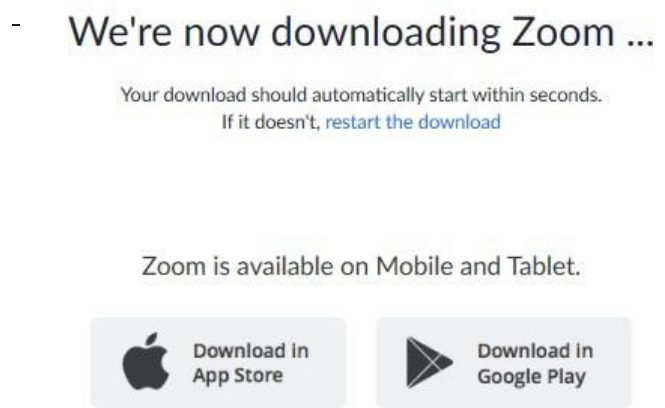 We're now downloading Zoom ...
Your download should automatically start within seconds.
If it doesn't, restart the download
Zoom is available on Mobile and Tablet.
Download in
App Store
Download in
Google Play